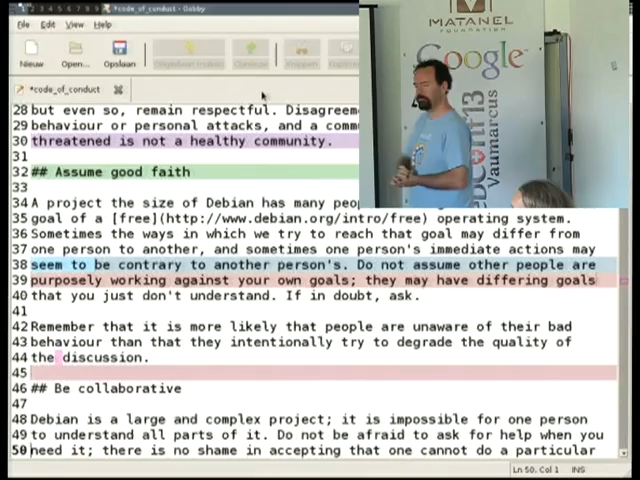 *code_of_conduct - Gobby
File Edit View Help
Nieuw Open... Opslaan
*code_of_conduct
28 but even so, remain respectful. Disagreeme
29 behaviour or personal attacks, and a comm
30 threatened is not a healthy community.
31
32 ## Assume good faith
33
34 A project the size of Debian has many peop
35 goal of a [free](http://www.debian.org/intro/free) operating system.
36 Sometimes the ways in which we try to reach that goal may differ from
37 one person to another, and sometimes one person's immediate actions may
38 seem to be contrary to another person's. Do not assume other people are
39 purposely working against your own goals; they may have differing goals
40 that you just don't understand. If in doubt, ask.
41
42 Remember that it is more likely that people are unaware of their bad
43 behaviour than that they intentionally try to degrade the quality of
44 the discussion.
45
46 ## Be collaborative
47
48 Debian is a large and complex project; it is impossible for one person
49 to understand all parts of it. Do not be afraid to ask for help when you
50 need it; there is no shame in accepting that one cannot do a particular
Ln 50, Col 1 INS
MATANEL
FOUNDATION
Google
bConf13
Vaumarcus